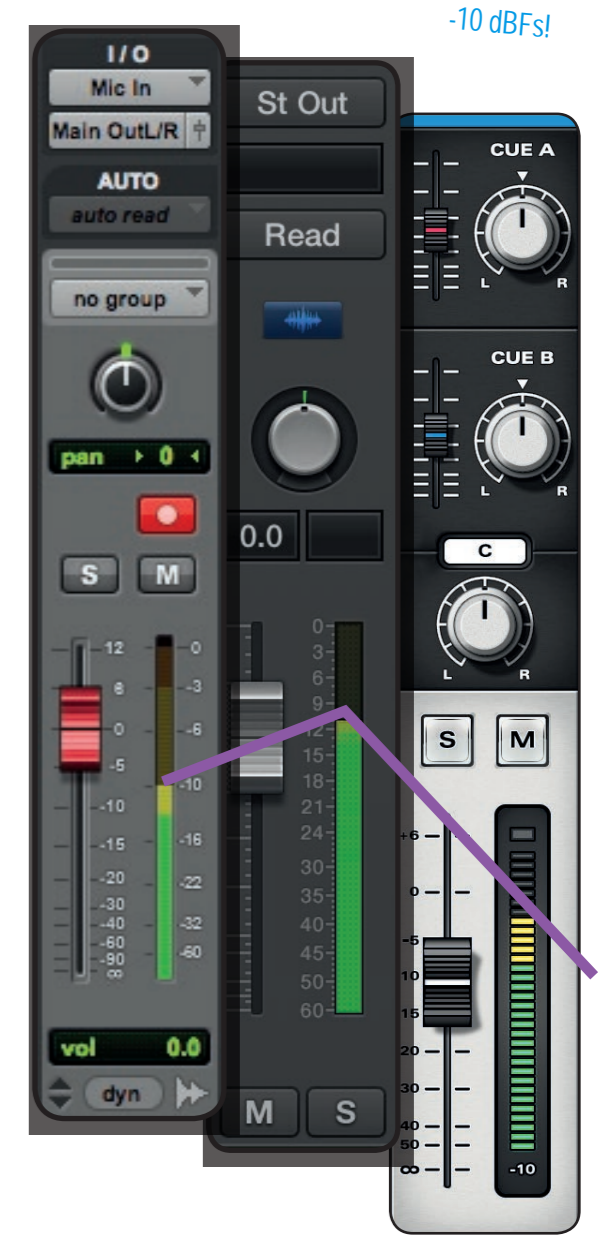 -10 dBFs!
I/O
Mic In
Main OutL/R
AUTO
auto read
no group
pan 0
S M
12 0
6 -3
0 -6
-5
-10 -10
-15 -16
-20 -22
-30
-40 -32
-60 -60
-90
∞
vol 0.0
dyn
St Out
Read
0.0
0
3
6
9
12
15
18
21
24
30
35
40
45
50
60
M S
CUE A
L R
CUE B
L R
C
L R
S M
+6
0
-5
10
15
20
30
40
50
∞ -10